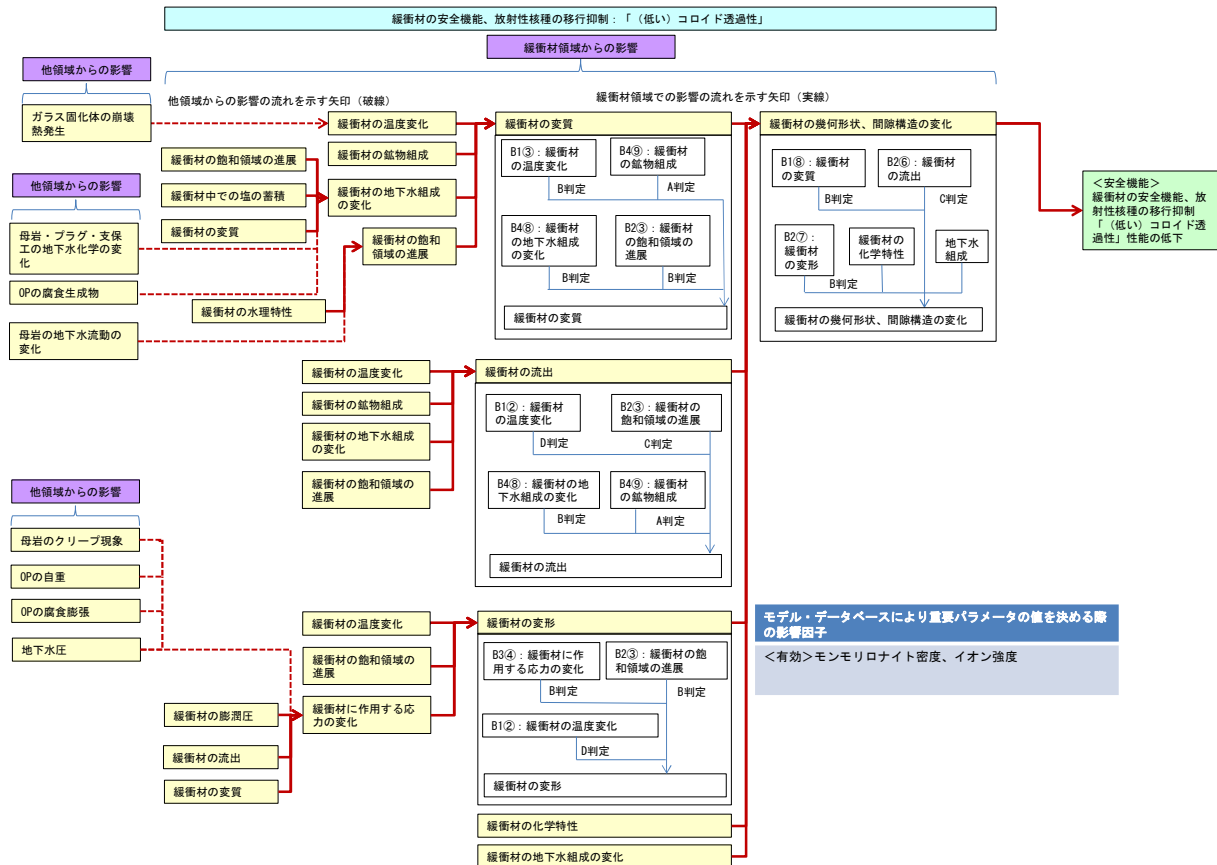 緩衝材の安全機能、放射性核種の移行抑制：「（低い）コロイド透過性」
緩衝材領域からの影響
他領域からの影響
他領域からの影響の流れを示す矢印（破線）
緩衝材領域での影響の流れを示す矢印（実線）
ガラス固化体の崩壊
熱発生
緩衝材の温度変化
緩衝材の鉱物組成
緩衝材の飽和領域の進展
緩衝材中での塩の蓄積
緩衝材の変質
緩衝材の地下水組成
の変化
緩衝材の飽和
領域の進展
他領域からの影響
母岩・プラグ・支保
工の地下水化学の変
化
OPの腐食生成物
緩衝材の水理特性
母岩の地下水流動の
変化
緩衝材の変質
B1③：緩衝材
の温度変化
B4⑨：緩衝材
の鉱物組成
B判定
A判定
B4⑧：緩衝材
の地下水組成
の変化
B2③：緩衝材
の飽和領域の
進展
B判定
B判定
緩衝材の変質
緩衝材の幾何形状、間隙構造の変化
B1⑧：緩衝材
の変質
B2⑥：緩衝材
の流出
B判定
C判定
B2⑦：
緩衝材
の変形
緩衝材の
化学特性
地下水
組成
B判定
緩衝材の幾何形状、間隙構造の変化
＜安全機能＞
緩衝材の安全機能、放
射性核種の移行抑制
「（低い）コロイド透
過性」性能の低下
緩衝材の温度変化
緩衝材の鉱物組成
緩衝材の地下水組成
の変化
緩衝材の飽和領域の
進展
緩衝材の流出
B1②：緩衝材
の温度変化
B2③：緩衝材の
飽和領域の進展
D判定
C判定
B4⑧：緩衝材の地
下水組成の変化
B4⑨：緩衝材
の鉱物組成
B判定
A判定
緩衝材の流出
他領域からの影響
母岩のクリープ現象
OPの自重
OPの腐食膨張
地下水圧
緩衝材の温度変化
緩衝材の飽和領域の
進展
緩衝材に作用する応
力の変化
緩衝材の膨潤圧
緩衝材の流出
緩衝材の変質
緩衝材の変形
B3④：緩衝材に作
用する応力の変化
B2③：緩衝材の飽
和領域の進展
B判定
B判定
B1②：緩衝材の温度変化
D判定
緩衝材の変形
緩衝材の化学特性
緩衝材の地下水組成の変化
モデル・データベースにより重要パラメータの値を決める際
の影響因子
＜有効＞モンモリロナイト密度、イオン強度